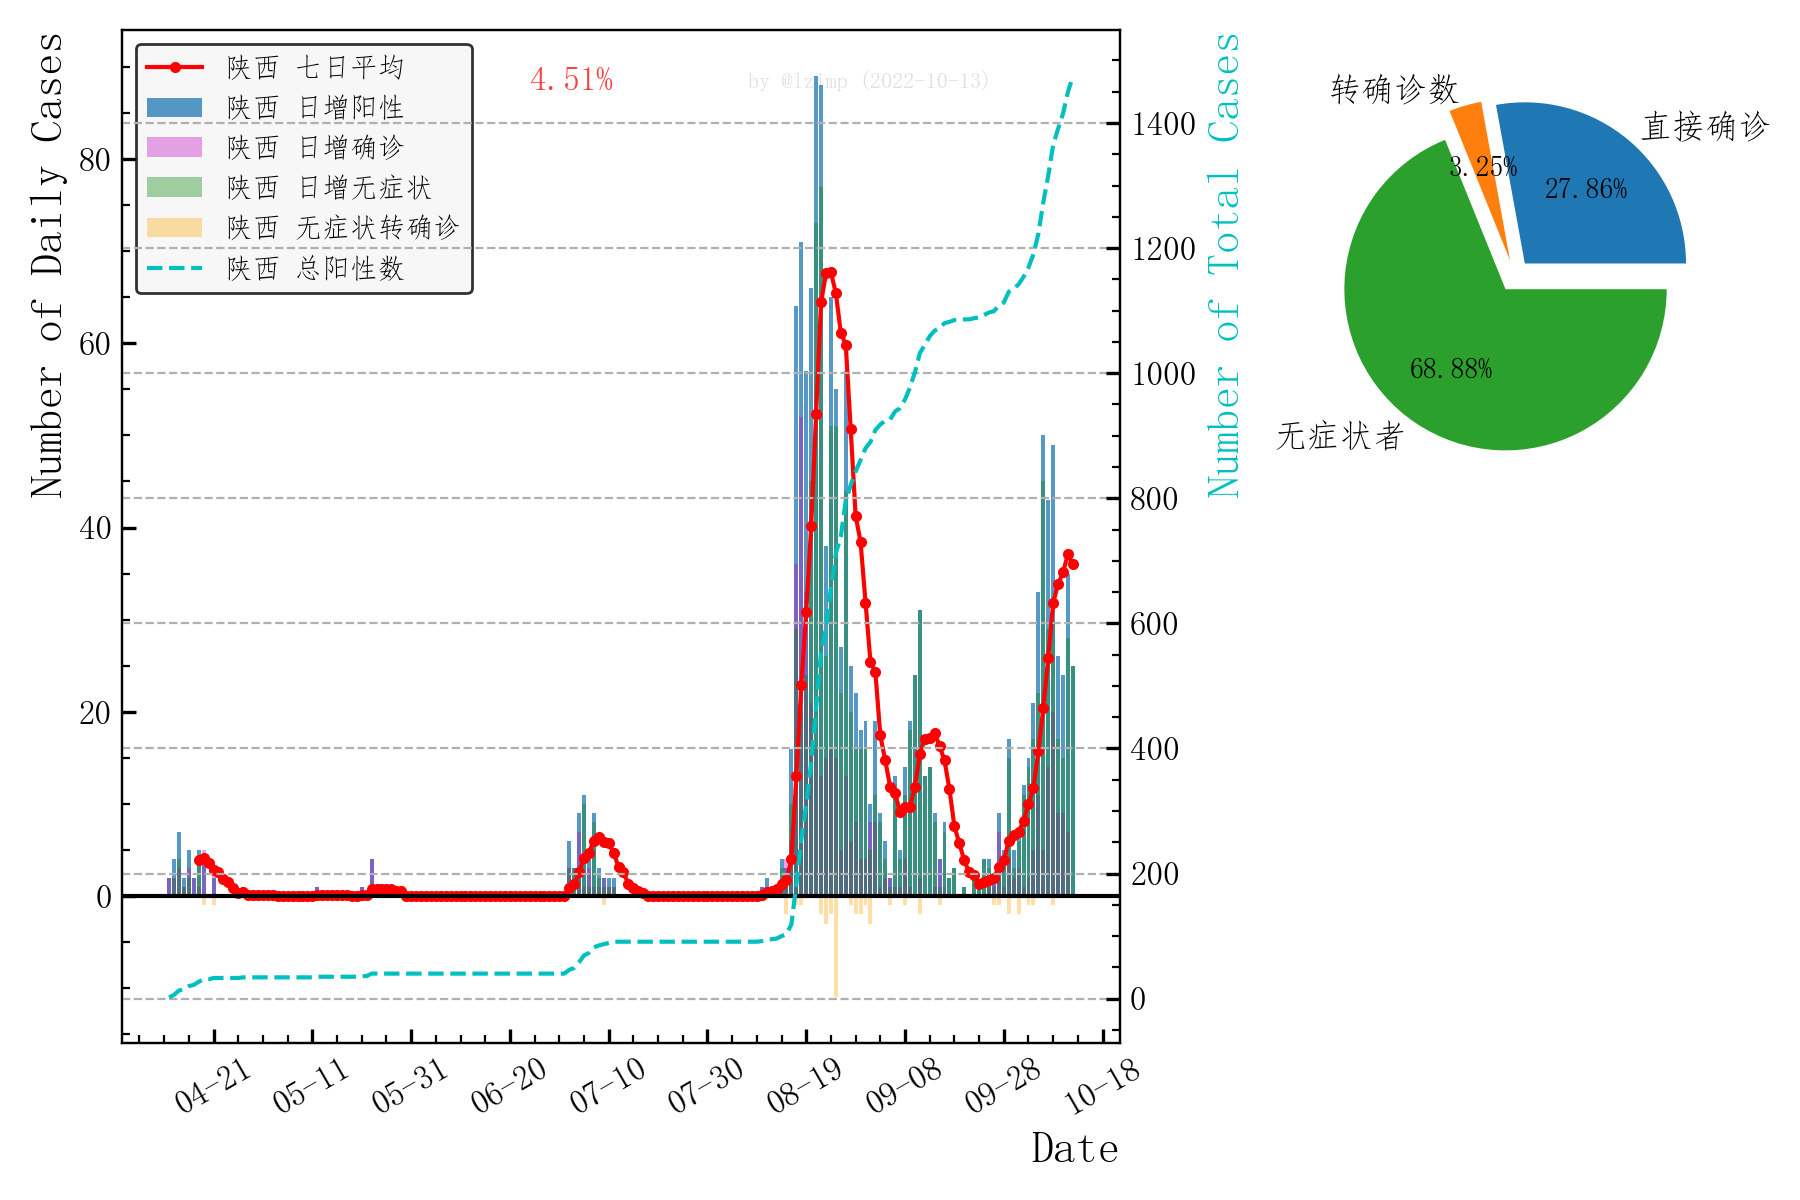 陕西 七日平均
陕西 日增阳性
陕西 日增确诊
陕西 日增无症状
陕西 无症状转确诊
陕西 总阳性数
4.51%
by @lzimp (2022-10-13)
Number of Daily Cases
80
60
40
20
0
Number of Total Cases
1400
1200
1000
800
600
400
200
0
04-21
05-11
05-31
06-20
07-10
07-30
08-19
09-08
09-28
10-18
Date
转确诊数
直接确诊
3.25%
27.86%
68.88%
无症状者